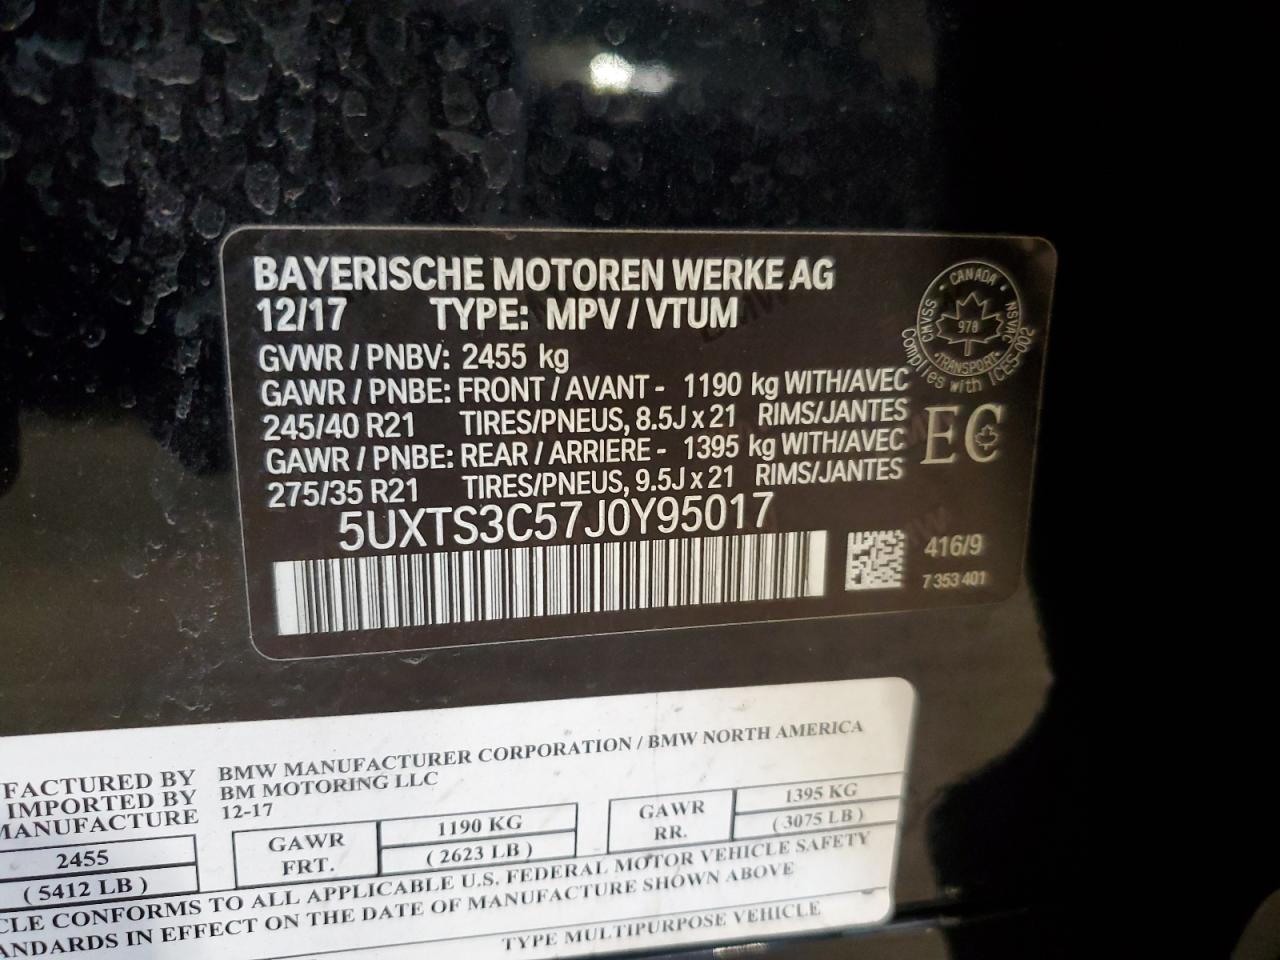 BAYERISCHE MOTOREN WERKE AG
12/17 TYPE: MPV / VTUM
GVWR / PNBV: 2455 kg
GAWR / PNBE: FRONT / AVANT - 1190 kg WITH/AVEC
245/40 R21 TIRES/PNEUS, 8.5J x 21 RIMS/JANTES
GAWR / PNBE: REAR / ARRIERE - 1395 kg WITH/AVEC
275/35 R21 TIRES/PNEUS, 9.5J x 21 RIMS/JANTES
5UXTS3C57J0Y95017
CANADA
CMVSS NSVAC
978
TRANSPORT
Complies with ICES-002
EC
416/9
7 353 401
FACTURED BY BMW MANUFACTURER CORPORATION / BMW NORTH AMERICA
IMPORTED BY BM MOTORING LLC
MANUFACTURE 12-17
2455
( 5412 LB )
GAWR FRT.
1190 KG
( 2623 LB )
GAWR RR.
1395 KG
( 3075 LB )
CLE CONFORMS TO ALL APPLICABLE U.S. FEDERAL MOTOR VEHICLE SAFETY
ANDARDS IN EFFECT ON THE DATE OF MANUFACTURE SHOWN ABOVE
TYPE MULTIPURPOSE VEHICLE